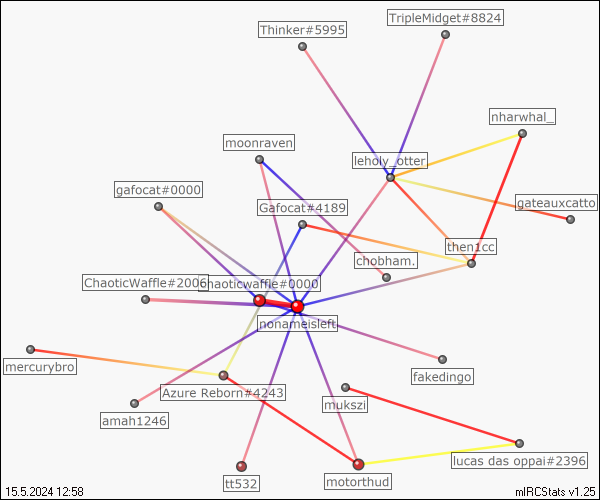 TripleMidget#8824
Thinker#5995
nharwhal_
moonraven
leholy_otter
gafocat#0000
gateauxcatto
Gafocat#4189
then1cc
chobham.
ChaoticWaffle#2006
Chaoticwaffle#0000
nonameisleft
mercurybro
fakedingo
Azure Reborn#4243
mukszi
amah1246
lucas das oppai#2396
tt532
motorthud
15.5.2024 12:58
mIRCStats v1.25